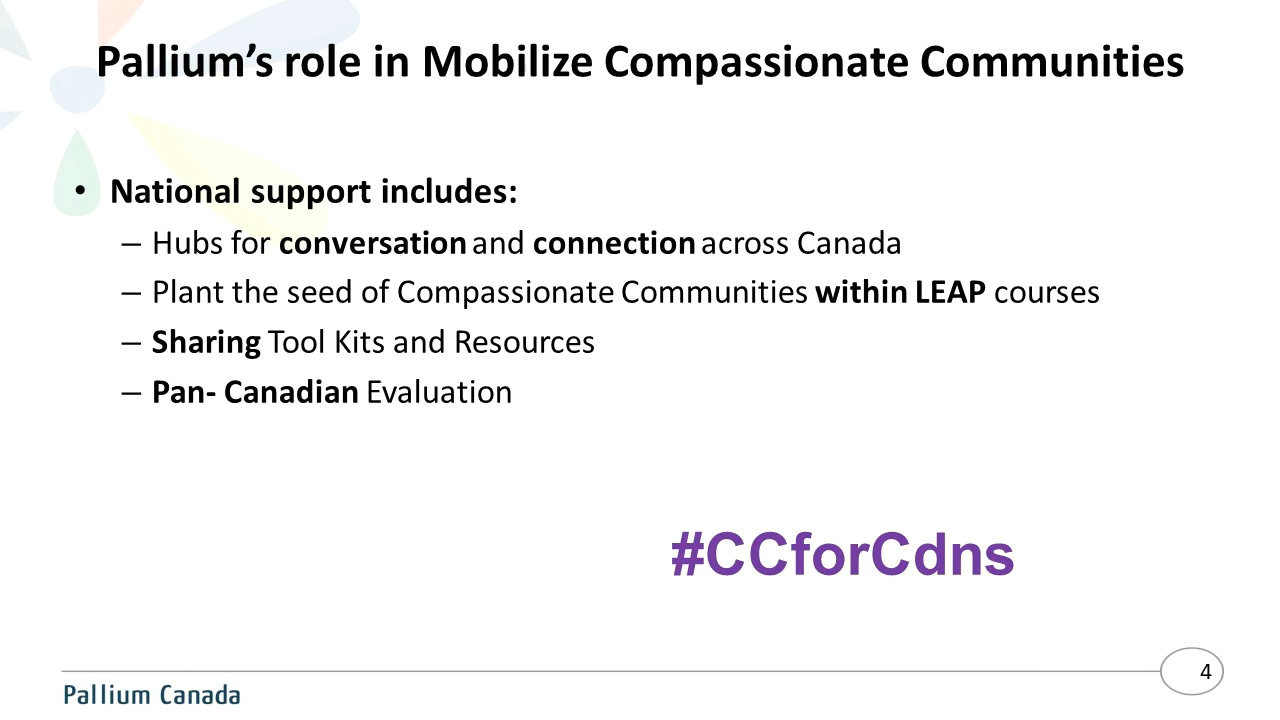 Pallium’s role in Mobilize Compassionate Communities
• National support includes:
– Hubs for conversation and connection across Canada
– Plant the seed of Compassionate Communities within LEAP courses
– Sharing Tool Kits and Resources
– Pan- Canadian Evaluation
#CCforCdns
4
Pallium Canada